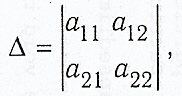 Δ = |a₁₁ a₁₂|
|a₂₁ a₂₂| ,